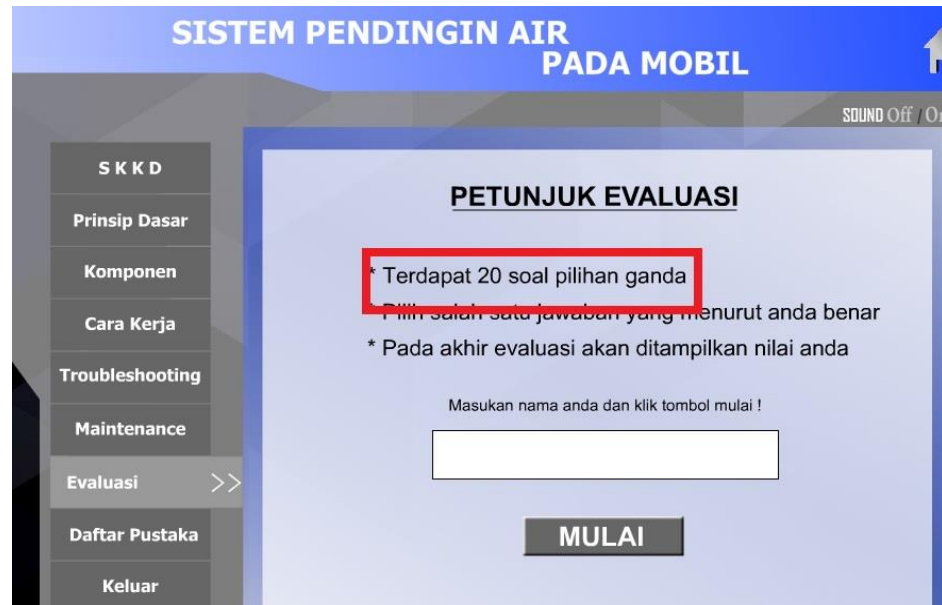 SISTEM PENDINGIN AIR
PADA MOBIL
SOUND Off / On
S K K D
Prinsip Dasar
Komponen
Cara Kerja
Troubleshooting
Maintenance
Evaluasi >>
Daftar Pustaka
Keluar
PETUNJUK EVALUASI
* Terdapat 20 soal pilihan ganda
* Pilih salah satu jawaban yang menurut anda benar
* Pada akhir evaluasi akan ditampilkan nilai anda
Masukan nama anda dan klik tombol mulai !
MULAI